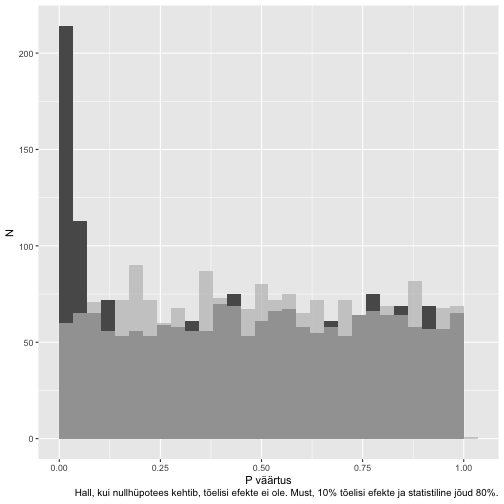 200
150
100
50
0
N
0.00 0.25 0.50 0.75 1.00
P väärtus
Hall, kui nullhüpotees kehtib, tõelisi efekte ei ole. Must, 10% tõelisi efekte ja statistiline jõud 80%.